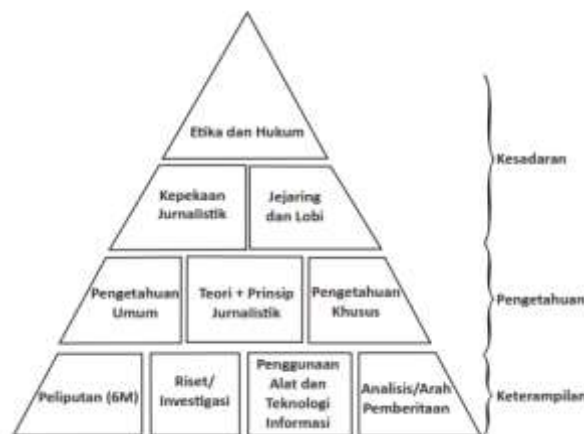 Etika dan Hukum
Kesadaran
Kepekaan
Jurnalistik
Jejaring
dan Lobi
Pengetahuan
Umum
Teori + Prinsip
Jurnalistik
Pengetahuan
Khusus
Pengetahuan
Peliputan (6M)
Riset/
Investigasi
Penggunaan
Alat dan
Teknologi
Informasi
Analisis/Arah
Pemberitaan
Keterampilan